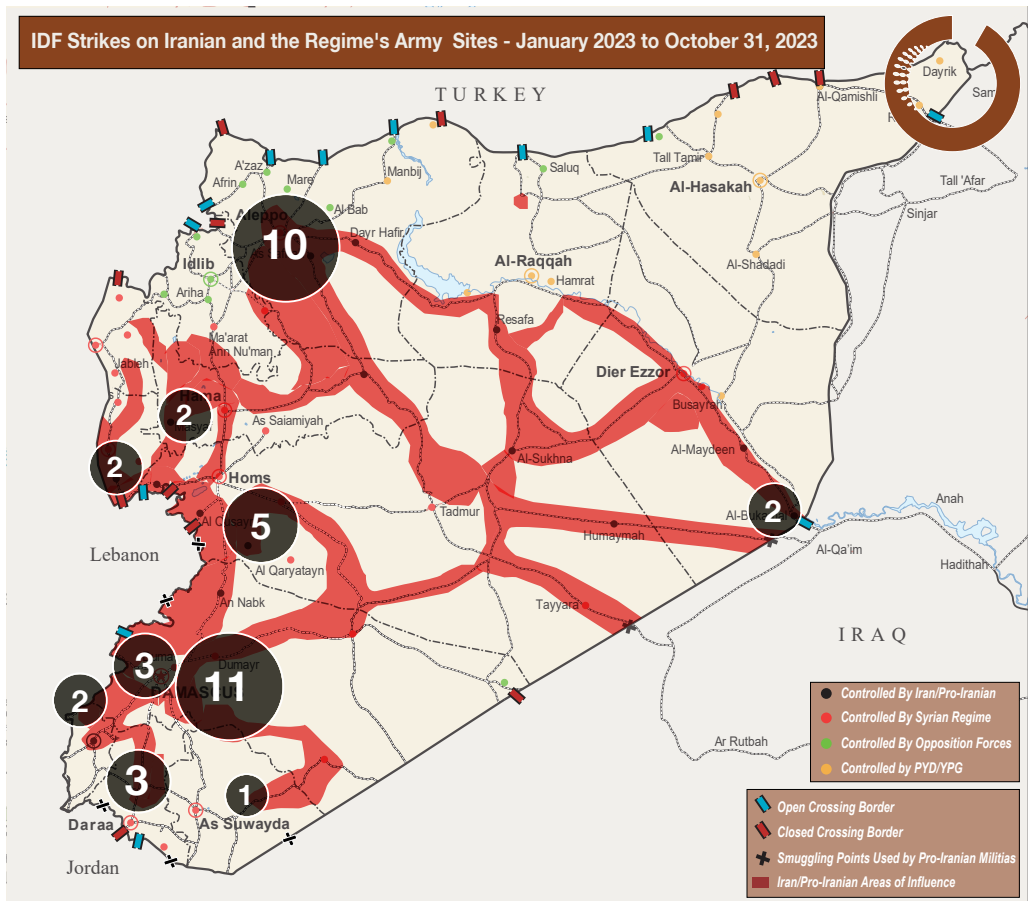 IDF Strikes on Iranian and the Regime's Army Sites - January 2023 to October 31, 2023
TURKEY
Dayrik
Sam
Al-Qamishli
R
A'zaz
Afrin
Mare
Manbij
Saluq
Tall Tamir
Al-Hasakah
Tall 'Afar
Sinjar
Al Bab
Aleppo
10
Dayr Hafir
Idlib
Ariha
Al-Raqqah
Hamrat
Al-Shadadi
Resafa
Ma'arat
Ann Nu'man
Jableh
Dier Ezzor
Busayrah
Hama
2
As Saiamiyah
Al-Maydeen
Al-Sukhna
2
Homs
Tadmur
2
Anah
Al Qusayr
5
Humaymah
Al-Qa'im
Lebanon
Hadithah
Al Qaryatayn
An Nabk
Tayyara
IRAQ
3
Dumayr
11
DAMASCUS
2
3
1
Daraa
As Suwayda
Jordan
Ar Rutbah
Controlled By Iran/Pro-Iranian
Controlled By Syrian Regime
Controlled By Opposition Forces
Controlled by PYD/YPG
Open Crossing Border
Closed Crossing Border
Smuggling Points Used by Pro-Iranian Militias
Iran/Pro-Iranian Areas of Influence